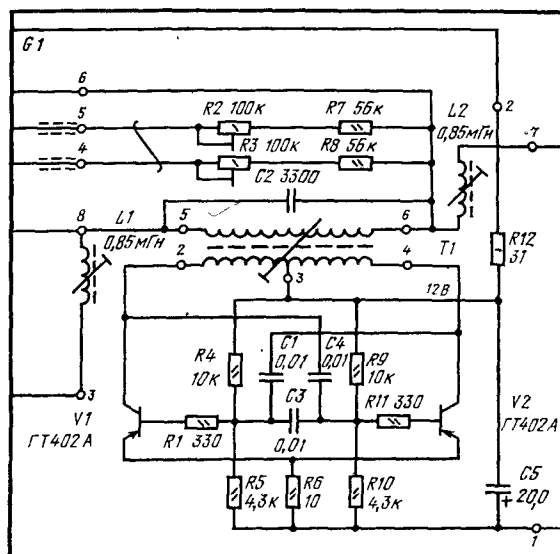 G1
6
5
R2 100к
R7 56к
L2
2
0,85мГн
7
4
R3 100к
R8 56к
C2 3300
8
L1
5
6
R12
0,85мГн
31
2
4
T1
3
12В
C1
C4
R4
0,01
0,01
R9
10к
10к
C3
R11 330
3
V1
V2
ГТ402А
R1 330
0,01
ГТ402А
R5
R6
R10
C5
4,3к
10
4,3к
+ 20,0
1